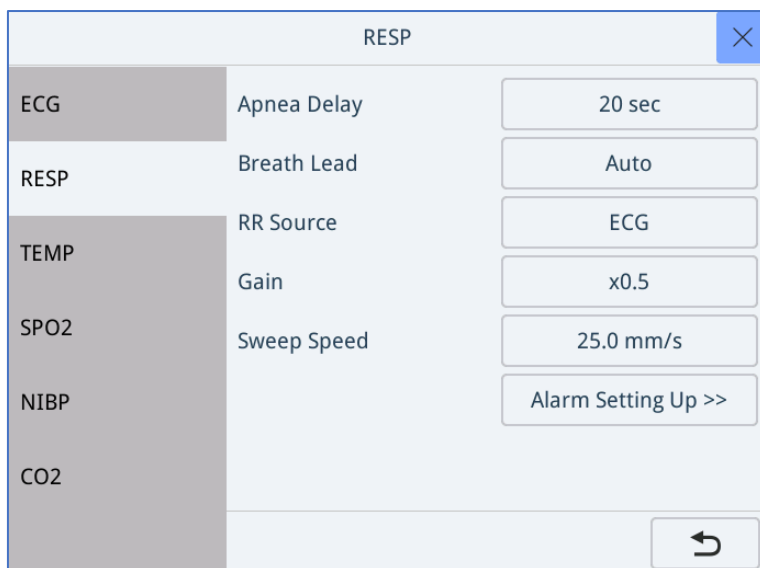 RESP
ECG
RESP
TEMP
SPO2
NIBP
CO2
Apnea Delay 20 sec
Breath Lead Auto
RR Source ECG
Gain x0.5
Sweep Speed 25.0 mm/s
Alarm Setting Up >>